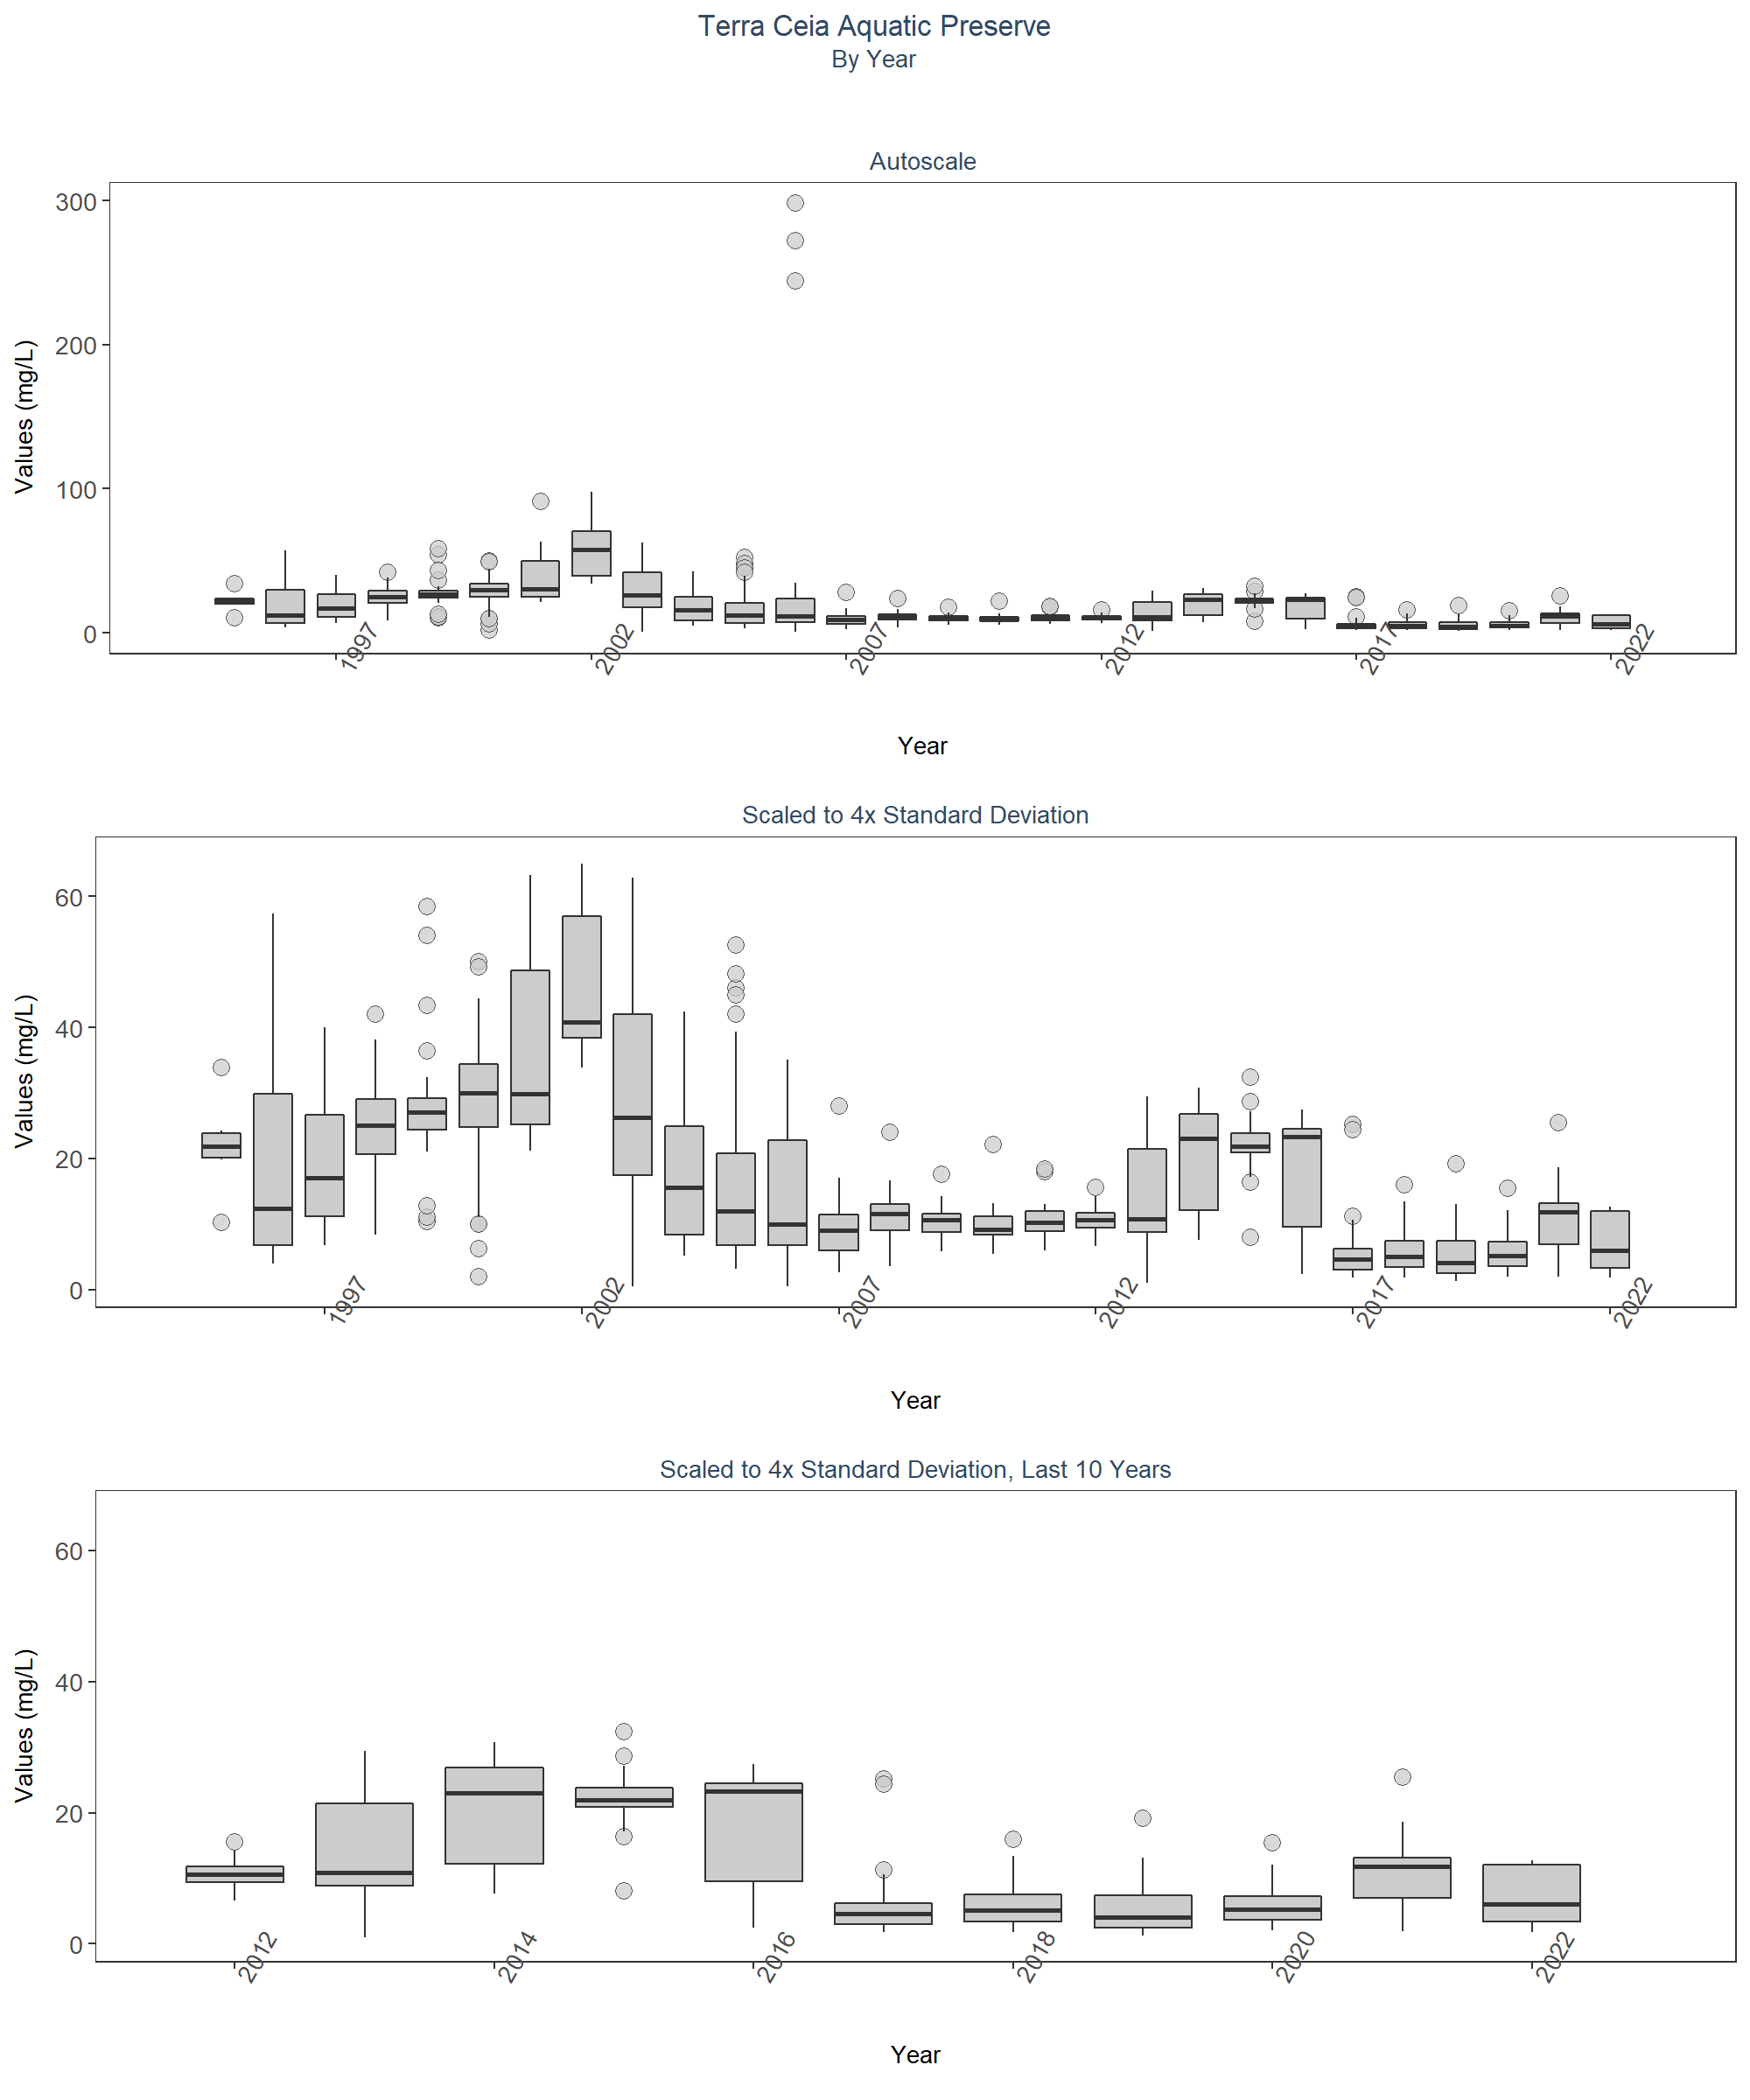 Terra Ceia Aquatic Preserve
By Year
Autoscale
Values (mg/L)
300
200
100
0
1997 2002 2007 2012 2017 2022
Year
Scaled to 4x Standard Deviation
Values (mg/L)
60
40
20
0
1997 2002 2007 2012 2017 2022
Year
Scaled to 4x Standard Deviation, Last 10 Years
Values (mg/L)
60
40
20
0
2012 2014 2016 2018 2020 2022
Year